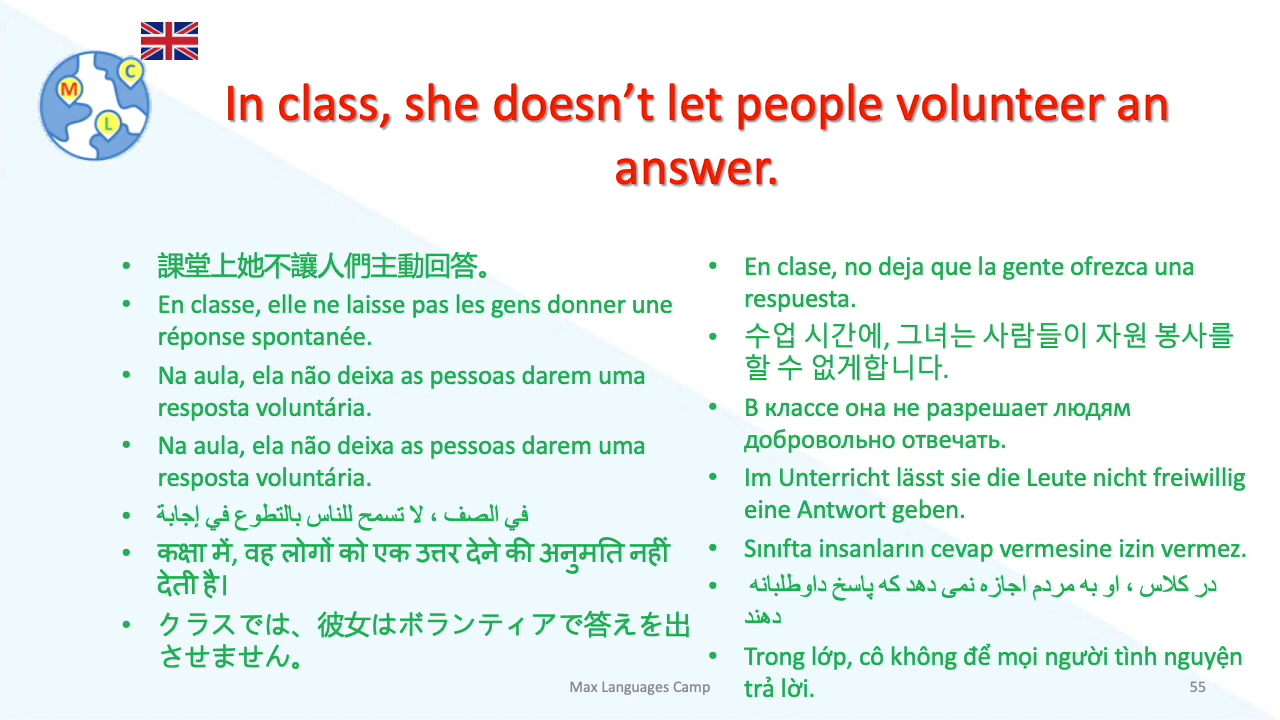 M
C
L
In class, she doesn’t let people volunteer an
answer.
• 課堂上她不讓人們主動回答。
• En classe, elle ne laisse pas les gens donner une
réponse spontanée.
• Na aula, ela não deixa as pessoas darem uma
resposta voluntária.
• Na aula, ela não deixa as pessoas darem uma
resposta voluntária.
• في الصف ، لا تسمح للناس بالتطوع في إجابة
• कक्षा में, वह लोगों को एक उत्तर देने की अनुमति नहीं
देती है।
• クラスでは、彼女はボランティアで答えを出
させません。
• En clase, no deja que la gente ofrezca una
respuesta.
• 수업 시간에, 그녀는 사람들이 자원 봉사를
할 수 없게합니다.
• В классе она не разрешает людям
добровольно отвечать.
• Im Unterricht lässt sie die Leute nicht freiwillig
eine Antwort geben.
• Sınıfta insanların cevap vermesine izin vermez.
• در کلاس ، او به مردم اجازه نمی دهد که پاسخ داوطلبانه
دهند
• Trong lớp, cô không để mọi người tình nguyện
trả lời.
Max Languages Camp
55